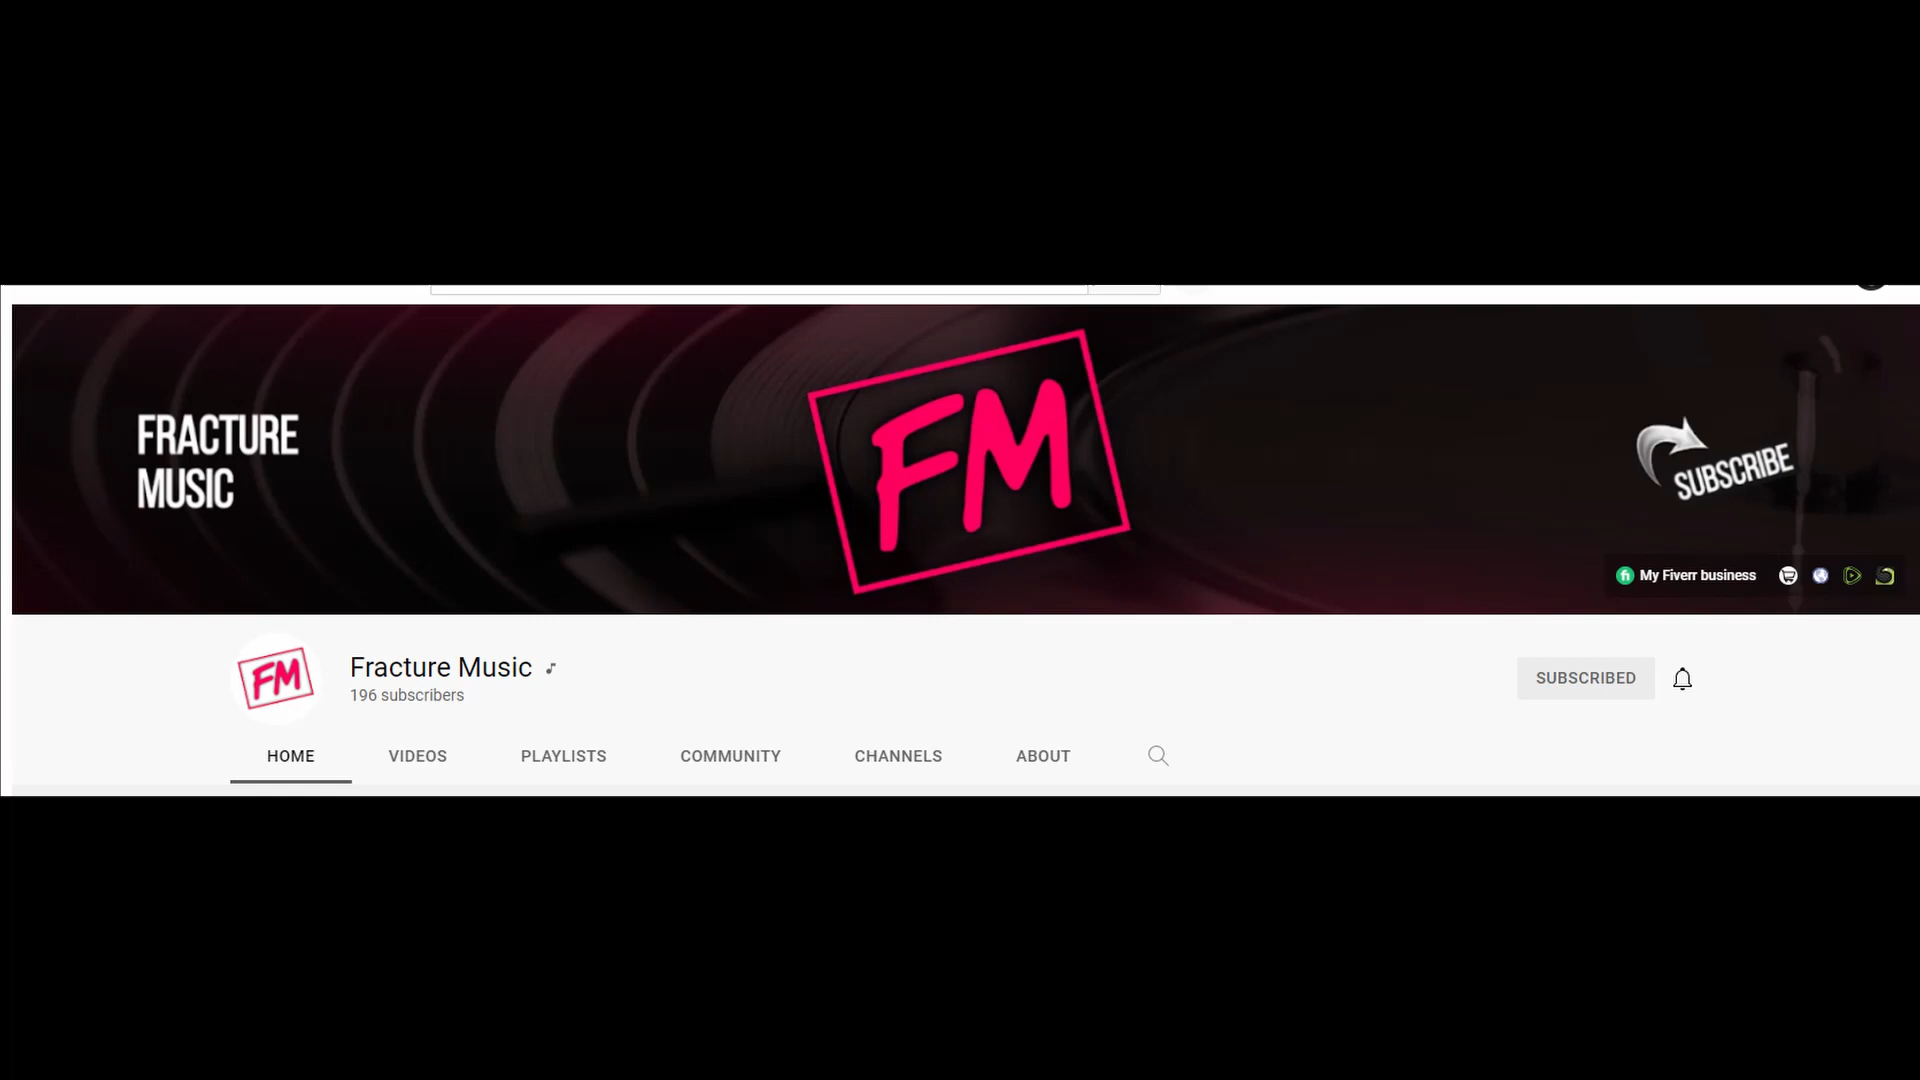 FRACTURE
MUSIC
FM
SUBSCRIBE
My Fiverr business
FM
Fracture Music
196 subscribers
SUBSCRIBED
HOME VIDEOS PLAYLISTS COMMUNITY CHANNELS ABOUT